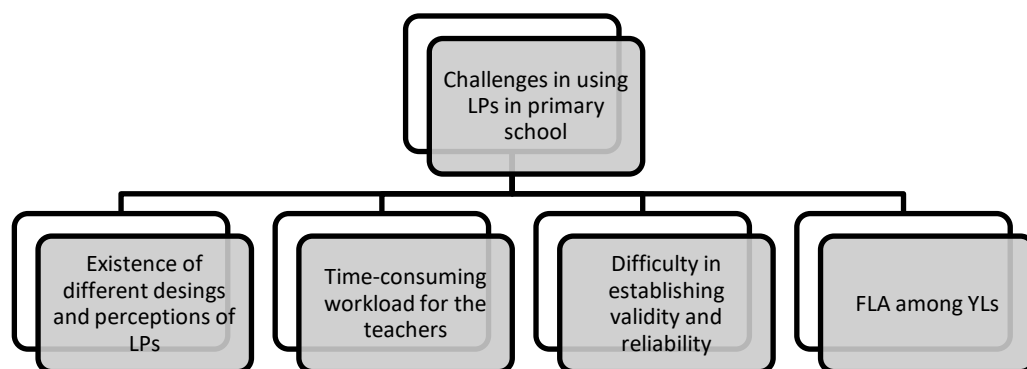 Challenges in using
LPs in primary
school
Existence of
different desings
and perceptions of
LPs
Time-consuming
workload for the
teachers
Difficulty in
establishing
validity and
reliability
FLA among YLs